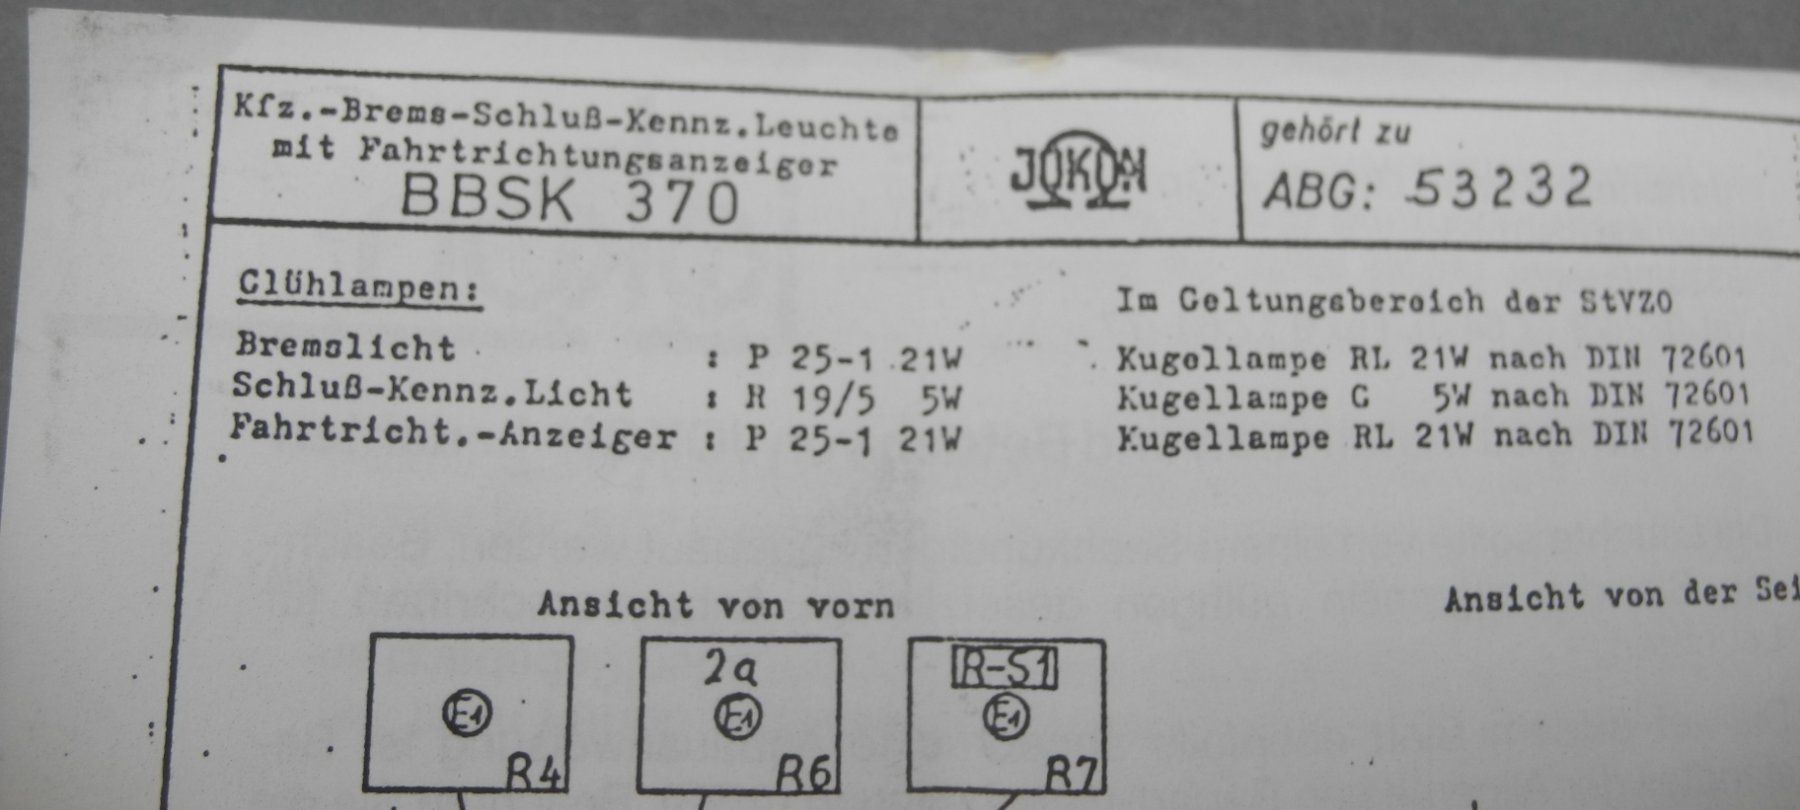 Kfz.-Brems-Schluß-Kennz.Leuchte
mit Fahrtrichtungsanzeiger
BBSK 370
JOKON
gehört zu
ABG: 53232
Glühlampen:
Im Geltungsbereich der StVZO
Bremslicht : P 25-1 21W Kugellampe RL 21W nach DIN 72601
Schluß-Kennz.Licht : R 19/5 5W Kugellampe G 5W nach DIN 72601
Fahrtricht.-Anzeiger : P 25-1 21W Kugellampe RL 21W nach DIN 72601
Ansicht von vorn
Ansicht von der Sei
E1
R4
2a
E1
R6
R-S1
E1
R7